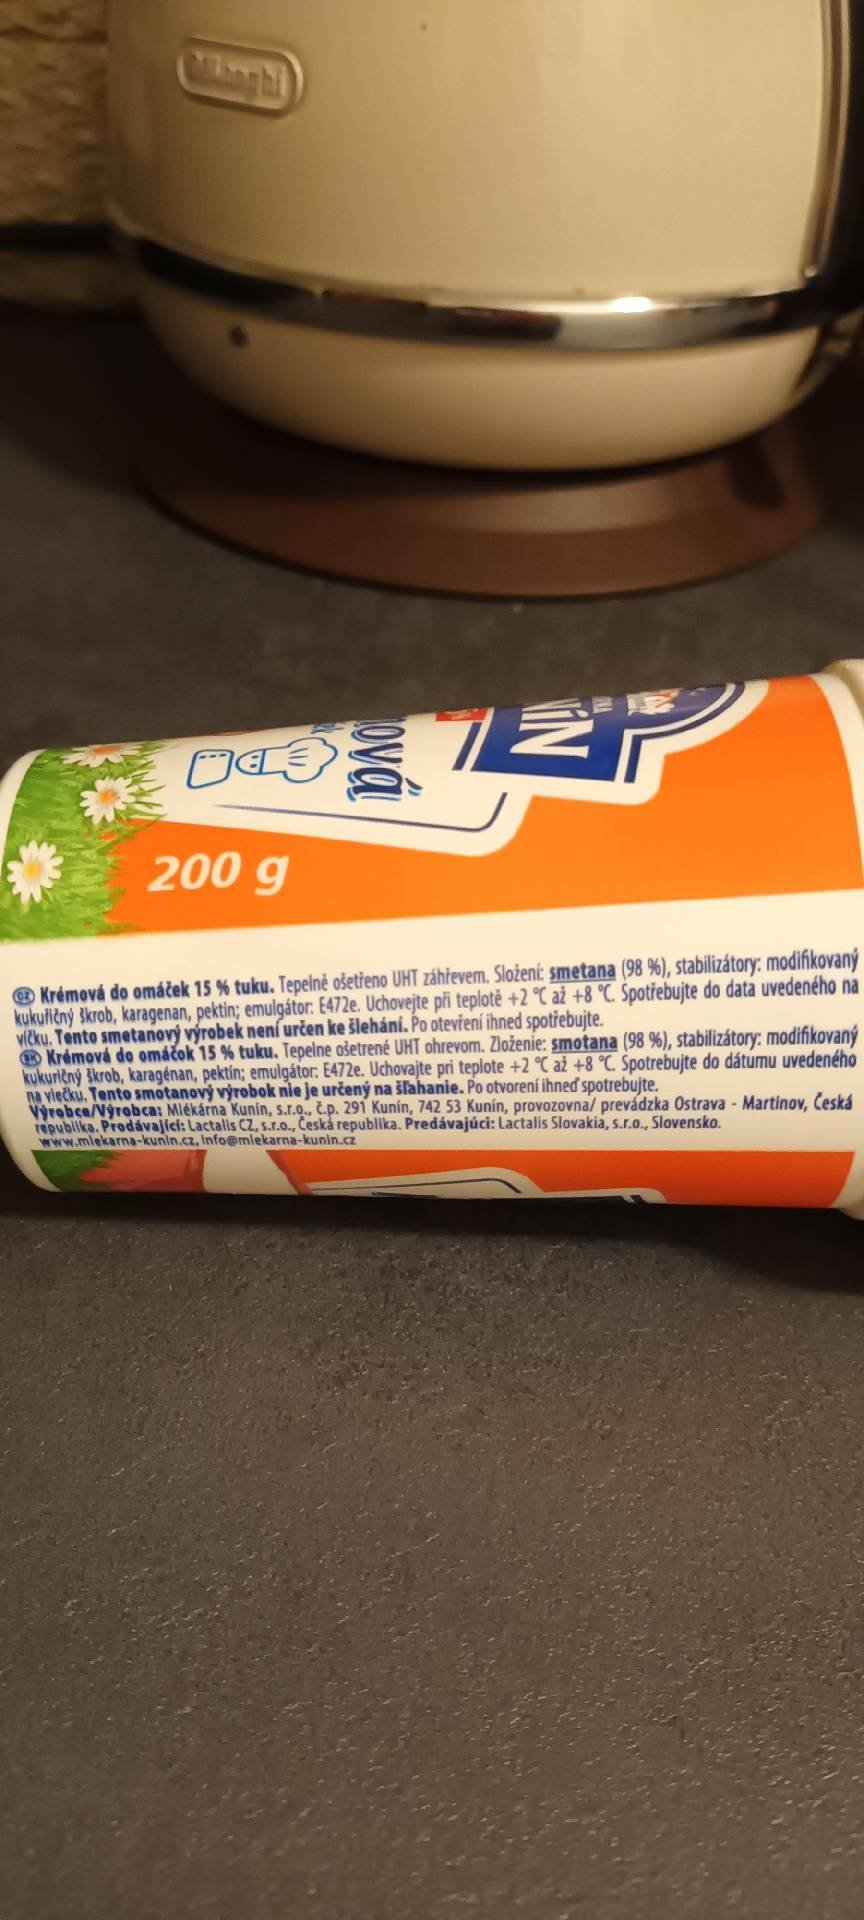 DeLonghi
NÍN
nová
200 g
CZ Krémová do omáček 15 % tuku. Tepelně ošetřeno UHT záhřevem. Složení: smetana (98 %), stabilizátory: modifikovaný
kukuřičný škrob, karagenan, pektin; emulgátor: E472e. Uchovejte při teplotě +2 °C až +8 °C. Spotřebujte do data uvedeného na
víčku. Tento smetanový výrobek není určen ke šlehání. Po otevření ihned spotřebujte.
SK Krémová do omáčok 15 % tuku. Tepelne ošetrené UHT ohrevom. Zloženie: smotana (98 %), stabilizátory: modifikovaný
kukuričný škrob, karagénan, pektín; emulgátor: E472e. Uchovajte pri teplote +2 °C až +8 °C. Spotrebujte do dátumu uvedeného
na viečku. Tento smotanový výrobok nie je určený na šľahanie. Po otvorení ihneď spotrebujte.
Výrobce/Výrobca: Mlékárna Kunín, s.r.o., č.p. 291 Kunín, 742 53 Kunín, provozovna/ prevádzka Ostrava - Martinov, Česká
republika. Prodávající: Lactalis CZ, s.r.o., Česká republika. Predávajúci: Lactalis Slovakia, s.r.o., Slovensko.
www.mlekarna-kunin.cz, info@mlekarna-kunin.cz